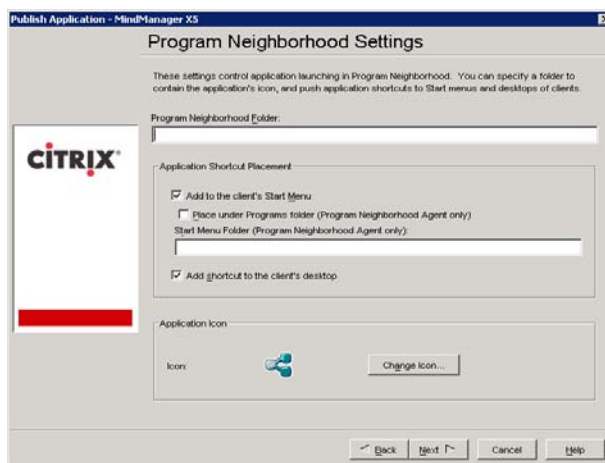 Publish Application - MindManager X5
Program Neighborhood Settings
These settings control application launching in Program Neighborhood. You can specify a folder to
contain the application's icon, and push application shortcuts to Start menus and desktops of clients.
Program Neighborhood Folder:
CITRIX®
Application Shortcut Placement
Add to the client's Start Menu
Place under Programs folder (Program Neighborhood Agent only)
Start Menu Folder (Program Neighborhood Agent only):
Add shortcut to the client's desktop
Application Icon
Icon:
Change Icon...
Back
Next
Cancel
Help